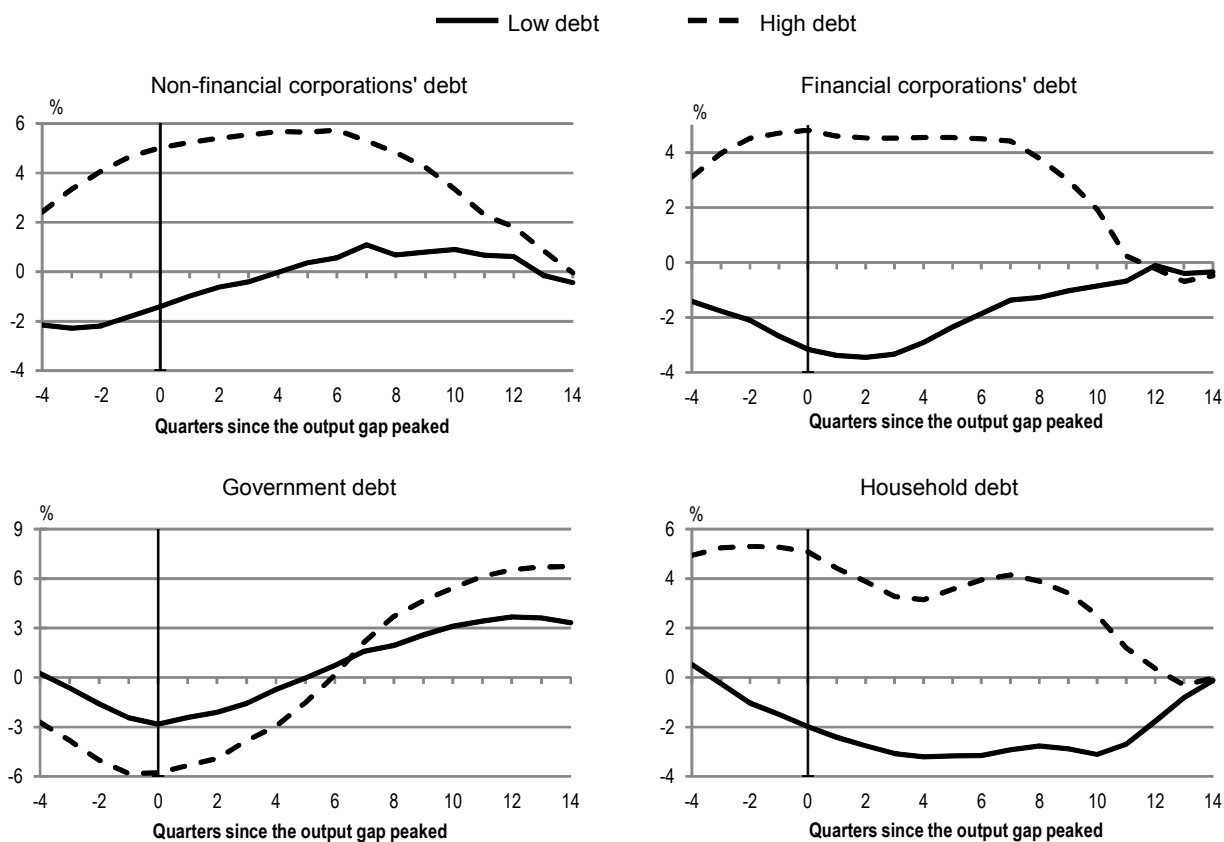 Low debt High debt
Non-financial corporations' debt
%
6
4
2
0
-2
-4
-4 -2 0 2 4 6 8 10 12 14
Quarters since the output gap peaked
Financial corporations' debt
%
4
2
0
-2
-4
-4 -2 0 2 4 6 8 10 12 14
Quarters since the output gap peaked
Government debt
%
9
6
3
0
-3
-6
-4 -2 0 2 4 6 8 10 12 14
Quarters since the output gap peaked
Household debt
%
6
4
2
0
-2
-4
-4 -2 0 2 4 6 8 10 12 14
Quarters since the output gap peaked